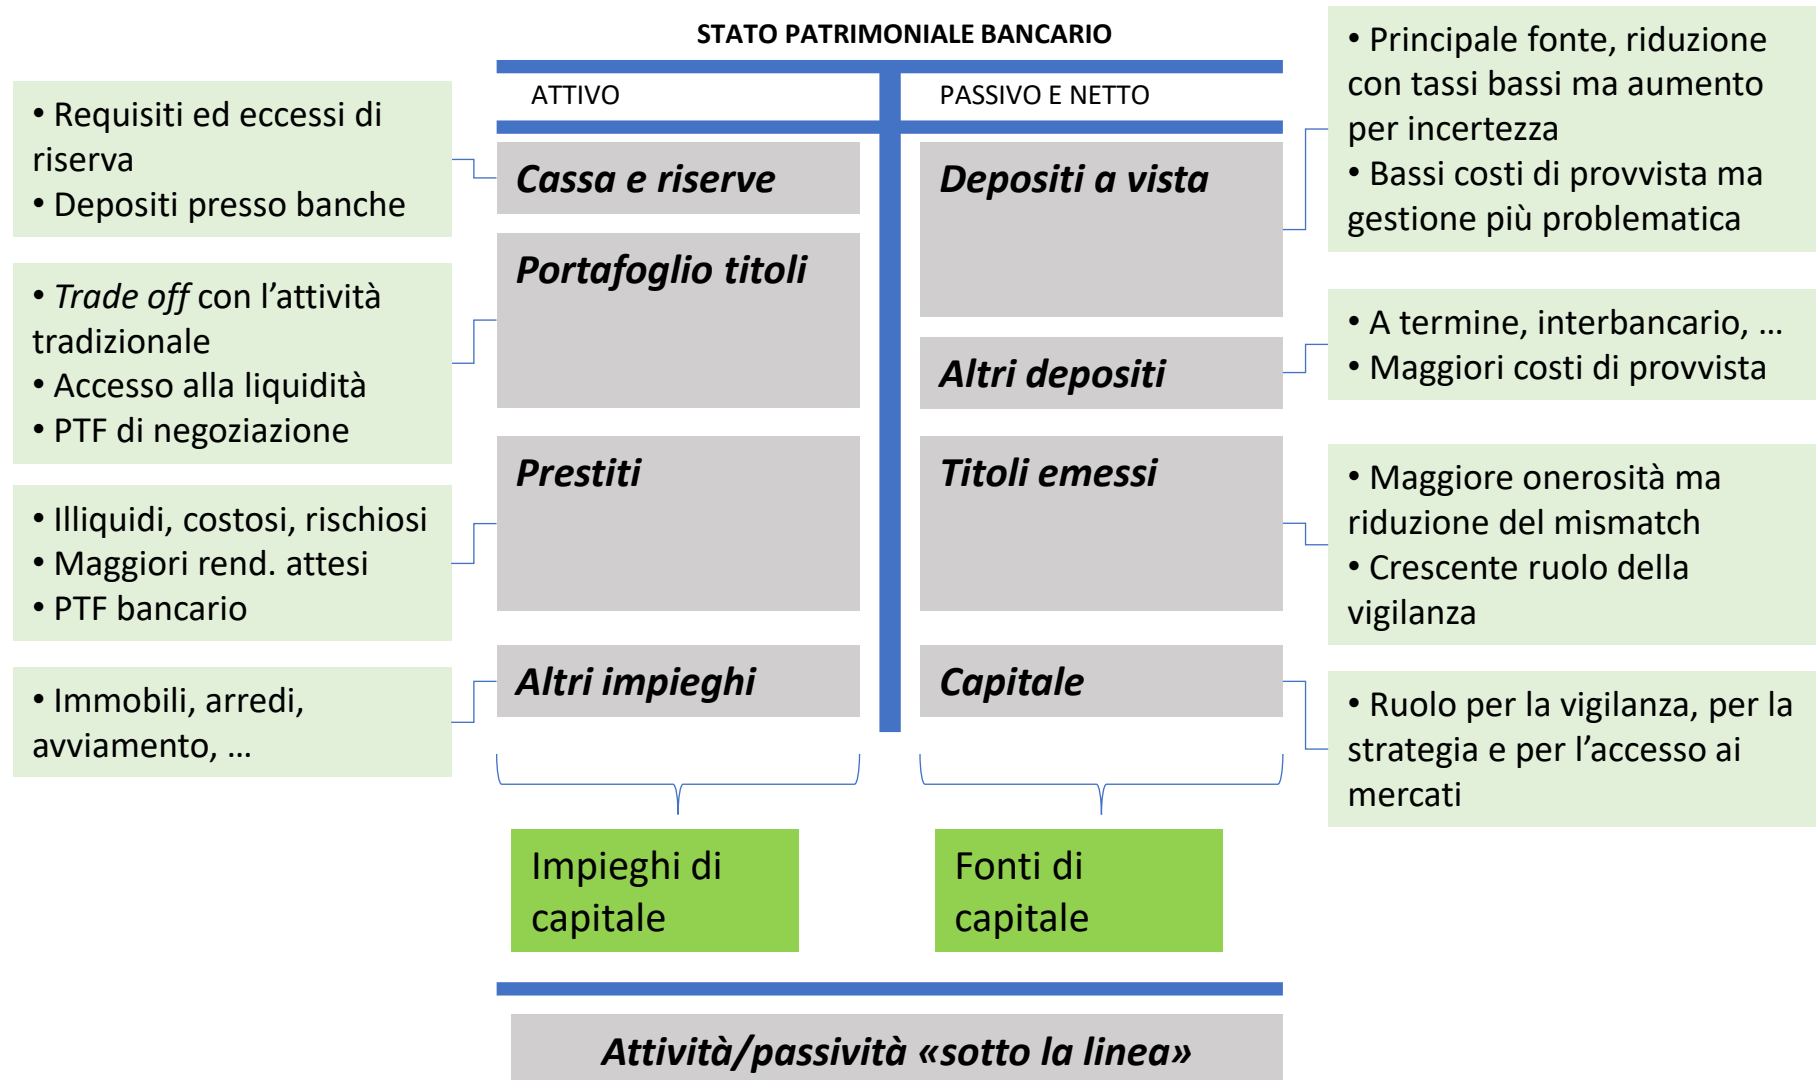 STATO PATRIMONIALE BANCARIO
ATTIVO
PASSIVO E NETTO
• Requisiti ed eccessi di
riserva
• Depositi presso banche
Cassa e riserve
Depositi a vista
• Principale fonte, riduzione
con tassi bassi ma aumento
per incertezza
• Bassi costi di provvista ma
gestione più problematica
• Trade off con l'attività
tradizionale
• Accesso alla liquidità
• PTF di negoziazione
Portafoglio titoli
Altri depositi
• A termine, interbancario, …
• Maggiori costi di provvista
• Illiquidi, costosi, rischiosi
• Maggiori rend. attesi
• PTF bancario
Prestiti
Titoli emessi
• Maggiore onerosità ma
riduzione del mismatch
• Crescente ruolo della
vigilanza
• Immobili, arredi,
avviamento, …
Altri impieghi
Capitale
• Ruolo per la vigilanza, per la
strategia e per l'accesso ai
mercati
Impieghi di
capitale
Fonti di
capitale
Attività/passività «sotto la linea»